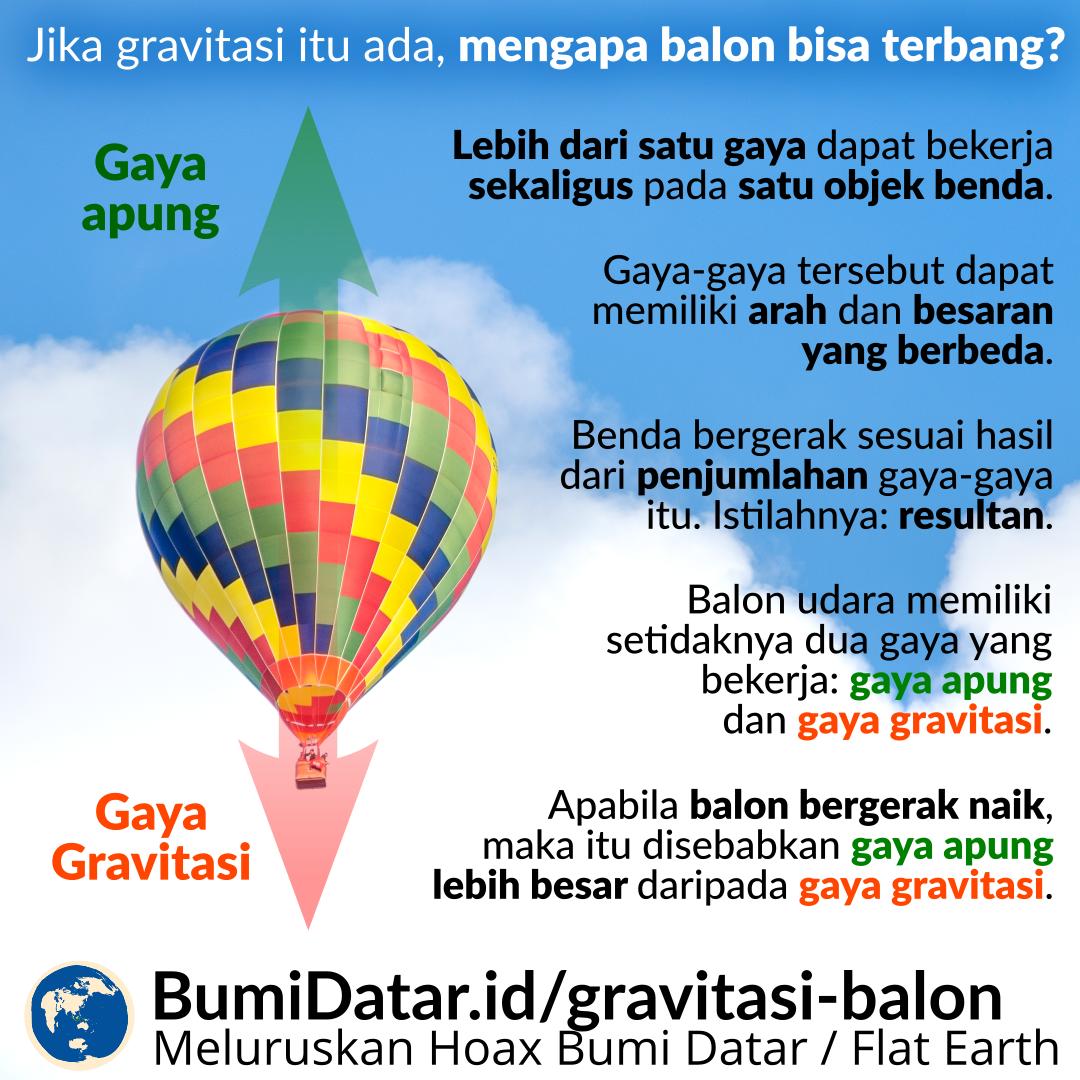 Jika gravitasi itu ada, mengapa balon bisa terbang?
Gaya
apung
Lebih dari satu gaya dapat bekerja
sekaligus pada satu objek benda.
Gaya-gaya tersebut dapat
memiliki arah dan besaran
yang berbeda.
Benda bergerak sesuai hasil
dari penjumlahan gaya-gaya
itu. Istilahnya: resultan.
Balon udara memiliki
setidaknya dua gaya yang
bekerja: gaya apung
dan gaya gravitasi.
Gaya
Gravitasi
Apabila balon bergerak naik,
maka itu disebabkan gaya apung
lebih besar daripada gaya gravitasi.
BumiDatar.id/gravitasi-balon
Meluruskan Hoax Bumi Datar / Flat Earth